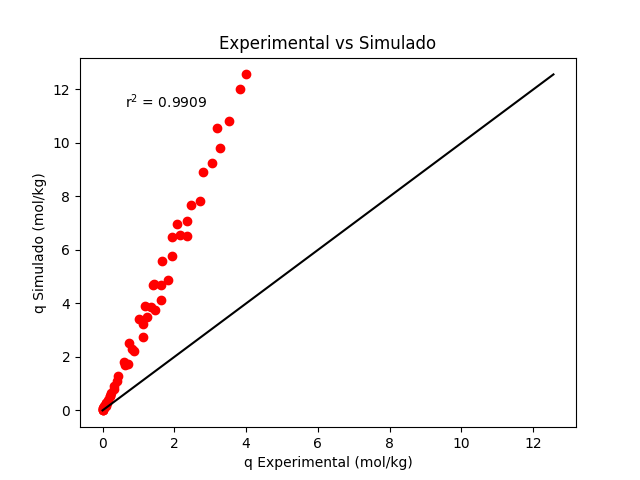 Experimental vs Simulado
r² = 0.9909
12
10
8
6
4
2
0
q Simulado (mol/kg)
0 2 4 6 8 10 12
q Experimental (mol/kg)